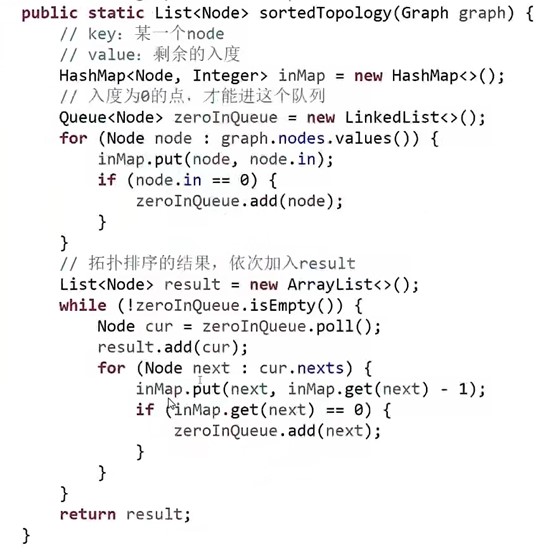 public static List<Node> sortedTopology(Graph graph) {
    // key：某一个node
    // value：剩余的入度
    HashMap<Node, Integer> inMap = new HashMap<>();
    // 入度为0的点，才能进这个队列
    Queue<Node> zeroInQueue = new LinkedList<>();
    for (Node node : graph.nodes.values()) {
        inMap.put(node, node.in);
        if (node.in == 0) {
            zeroInQueue.add(node);
        }
    }
    // 拓扑排序的结果，依次加入result
    List<Node> result = new ArrayList<>();
    while (!zeroInQueue.isEmpty()) {
        Node cur = zeroInQueue.poll();
        result.add(cur);
        for (Node next : cur.nexts) {
            inMap.put(next, inMap.get(next) - 1);
            if (inMap.get(next) == 0) {
                zeroInQueue.add(next);
            }
        }
    }
    return result;
}